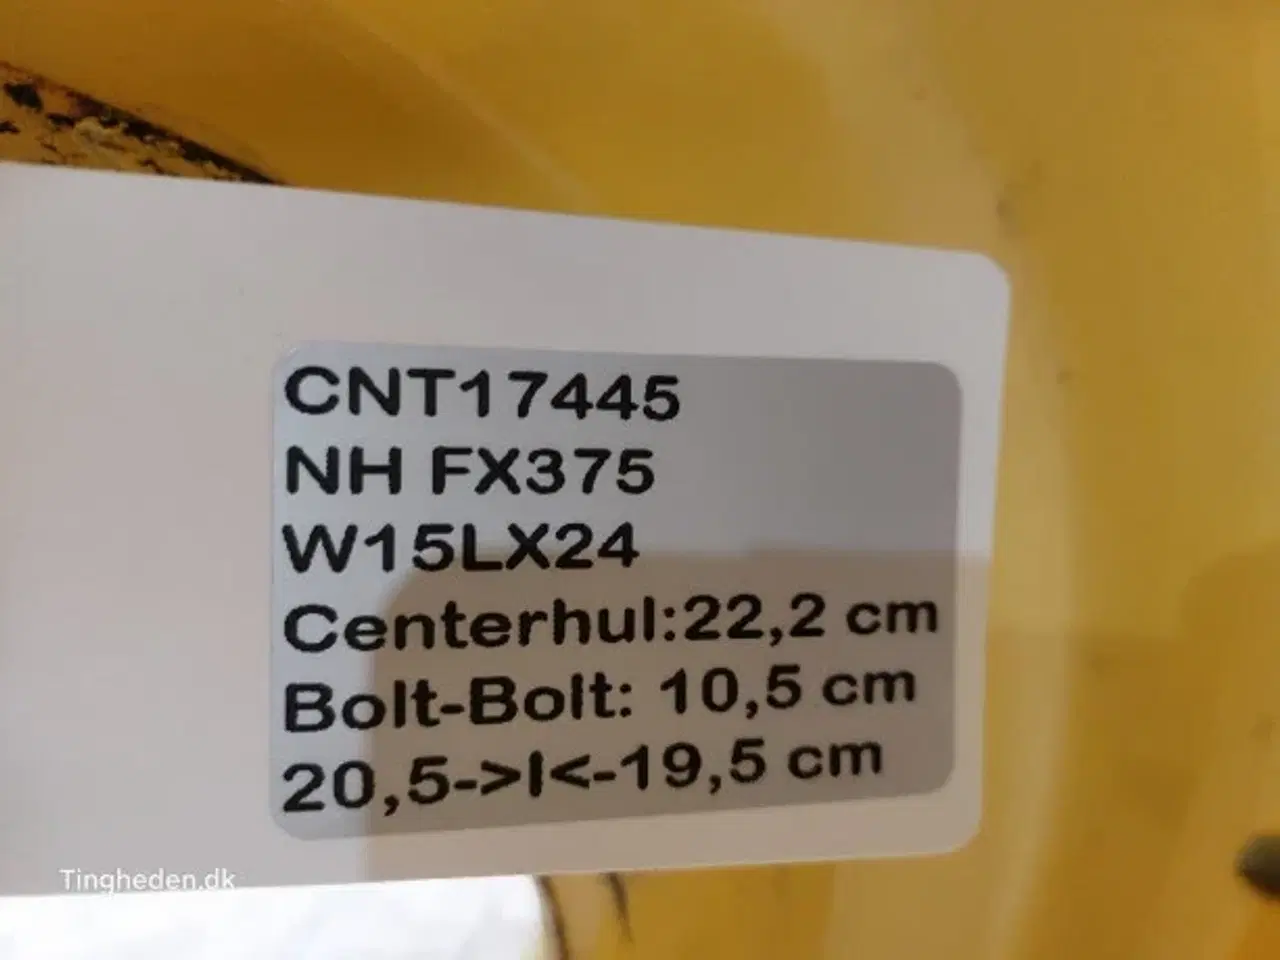 CNT17445
NH FX375
W15LX24
Centerhul:22,2 cm
Bolt-Bolt: 10,5 cm
20,5->I<-19,5 cm
Tingheden.dk